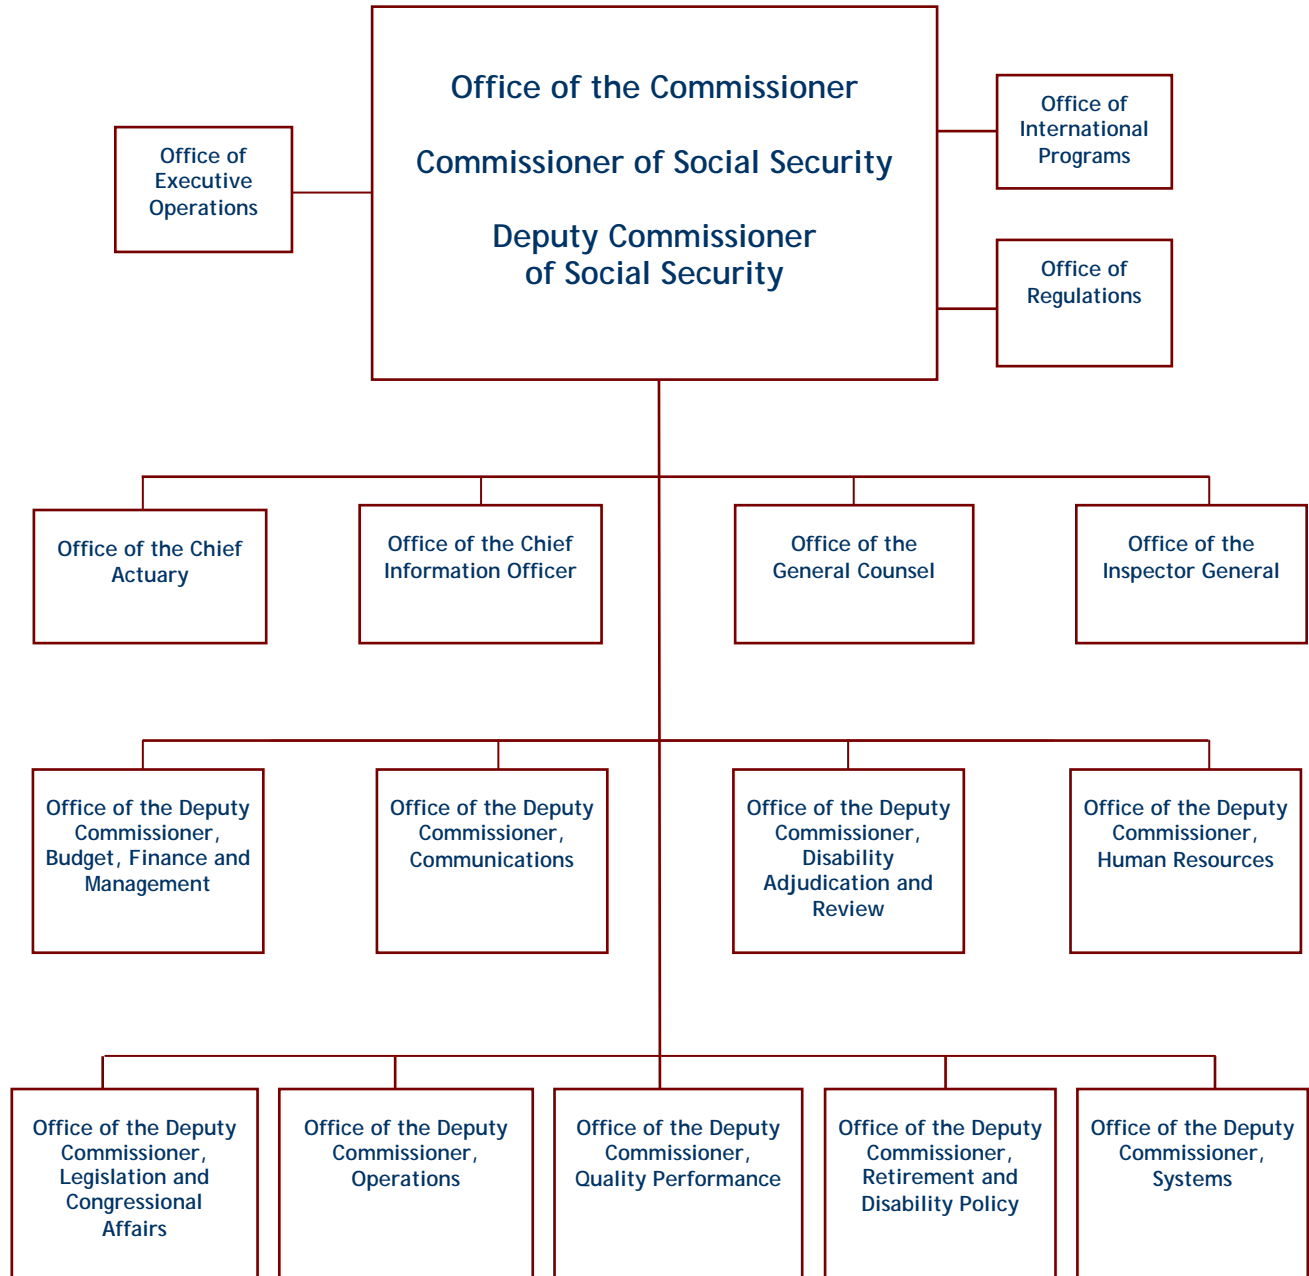 Office of the Commissioner
Commissioner of Social Security
Deputy Commissioner
of Social Security
Office of
Executive
Operations
Office of
International
Programs
Office of
Regulations
Office of the Chief
Actuary
Office of the Chief
Information Officer
Office of the
General Counsel
Office of the
Inspector General
Office of the Deputy
Commissioner,
Budget, Finance and
Management
Office of the Deputy
Commissioner,
Communications
Office of the Deputy
Commissioner,
Disability
Adjudication and
Review
Office of the Deputy
Commissioner,
Human Resources
Office of the Deputy
Commissioner,
Legislation and
Congressional
Affairs
Office of the Deputy
Commissioner,
Operations
Office of the Deputy
Commissioner,
Quality Performance
Office of the Deputy
Commissioner,
Retirement and
Disability Policy
Office of the Deputy
Commissioner,
Systems